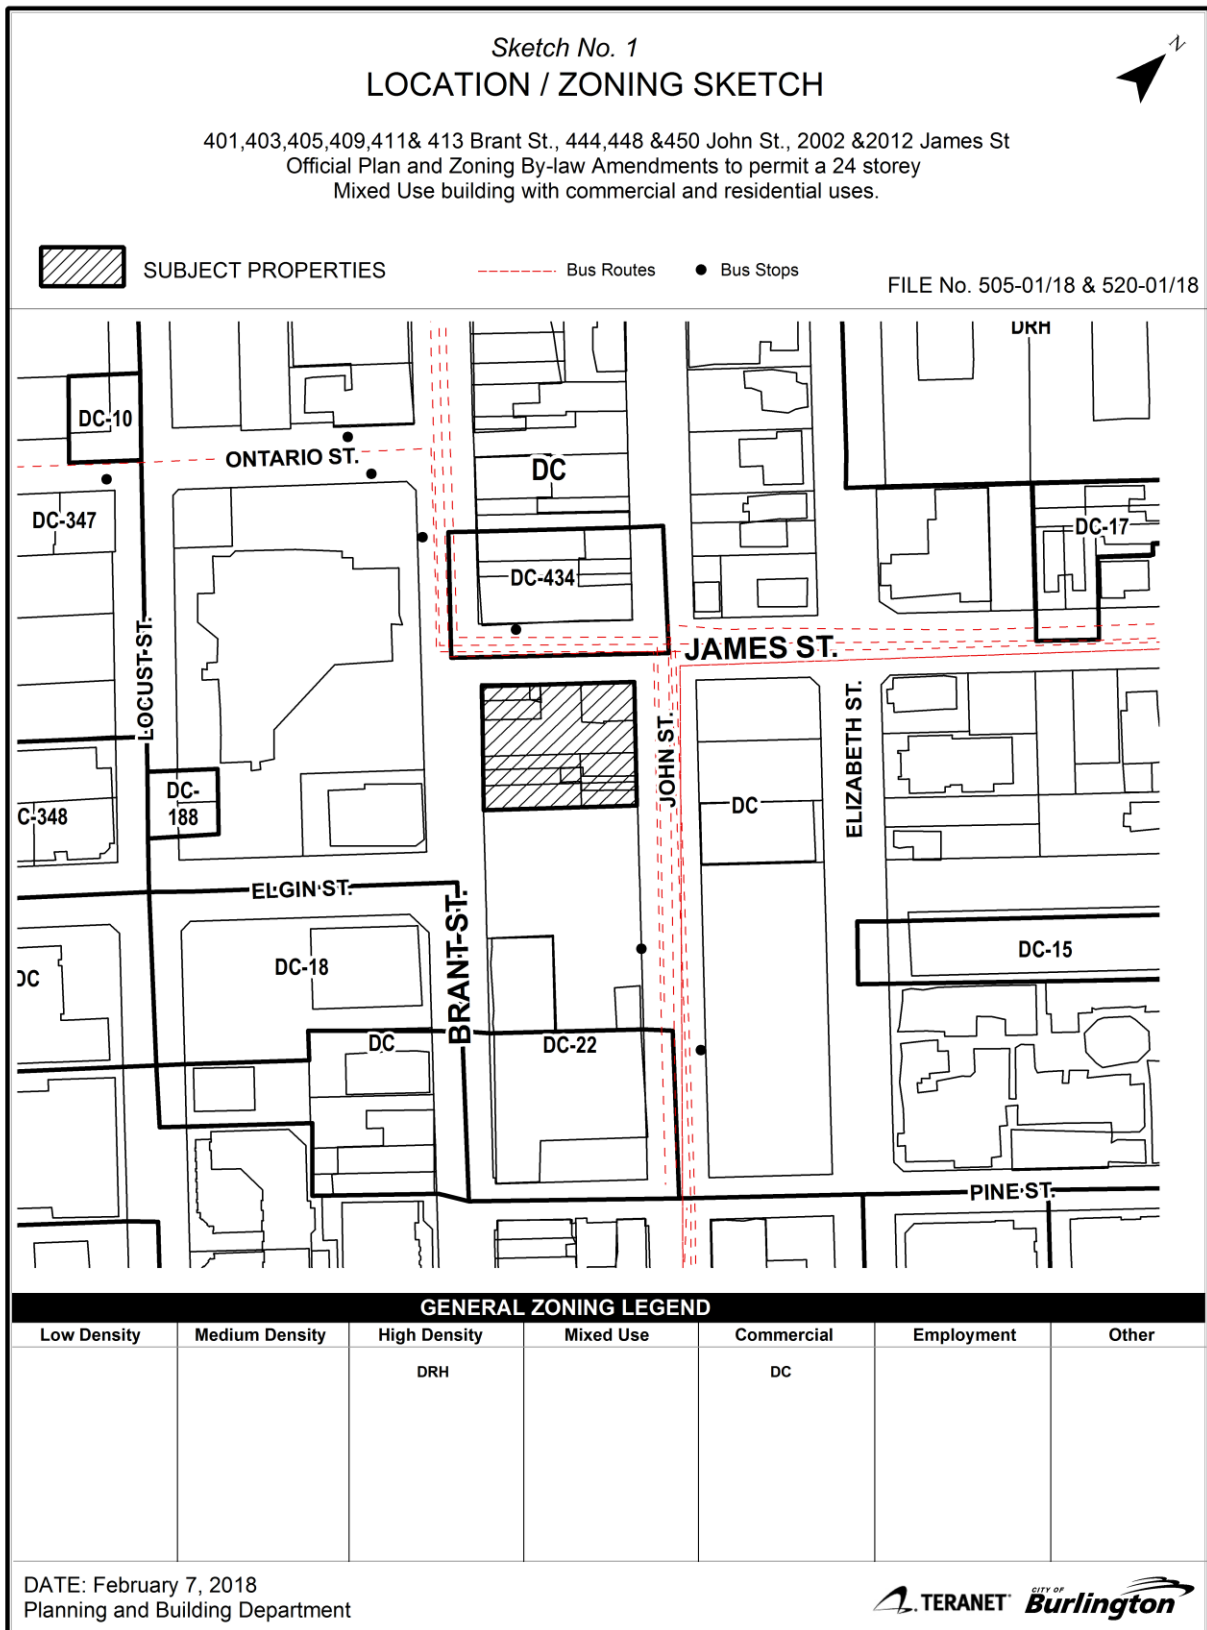 Sketch No. 1
LOCATION / ZONING SKETCH
N
401,403,405,409,411& 413 Brant St., 444,448 &450 John St., 2002 &2012 James St
Official Plan and Zoning By-law Amendments to permit a 24 storey
Mixed Use building with commercial and residential uses.
SUBJECT PROPERTIES
Bus Routes
Bus Stops
FILE No. 505-01/18 & 520-01/18
DRH
DC-10
ONTARIO ST.
DC
DC-347
DC-17
DC-434
JAMES ST.
LOCUST ST.
JOHN ST.
ELIZABETH ST.
DC-
188
C-348
DC
ELGIN ST.
BRANT ST.
DC-18
DC-15
DC
DC
DC-22
PINE ST.
GENERAL ZONING LEGEND
Low Density Medium Density High Density Mixed Use Commercial Employment Other
DRH DC
DATE: February 7, 2018
Planning and Building Department
TERANET
CITY OF
Burlington